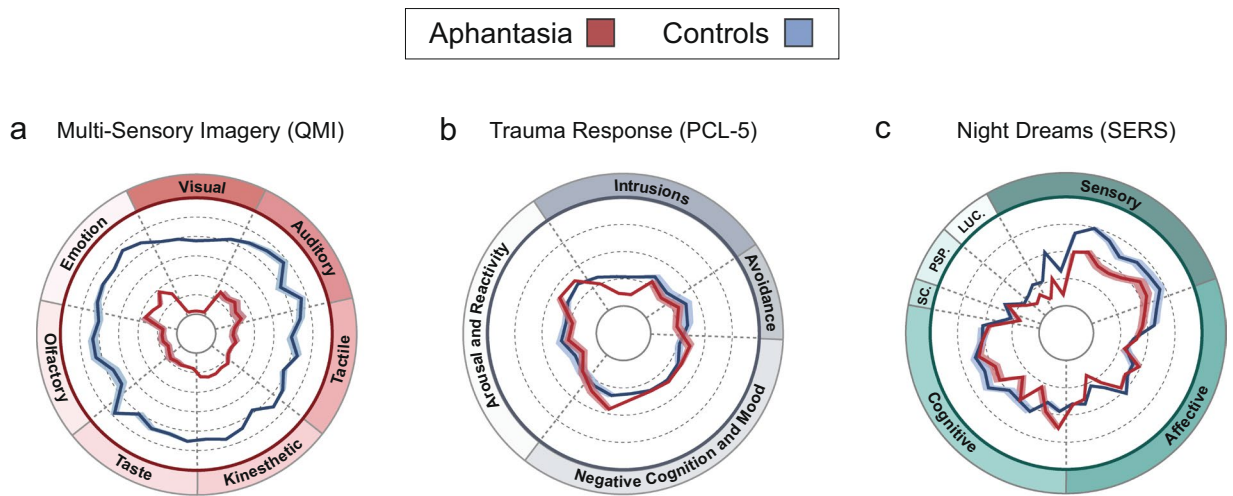 Aphantasia Controls
a Multi-Sensory Imagery (QMI)
Visual
Auditory
Tactile
Kinesthetic
Taste
Olfactory
Emotion
b Trauma Response (PCL-5)
Intrusions
Avoidance
Negative Cognition and Mood
Arousal and Reactivity
c Night Dreams (SERS)
Sensory
Affective
Cognitive
SC.
PSP.
LUC.